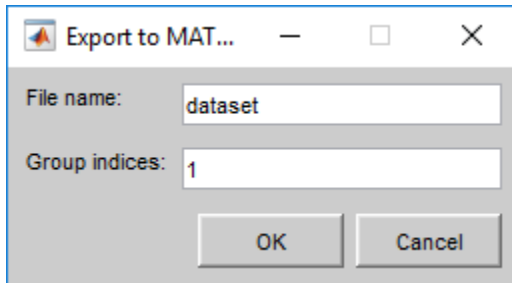 Export to MAT...
File name:
dataset
Group indices:
1
OK
Cancel